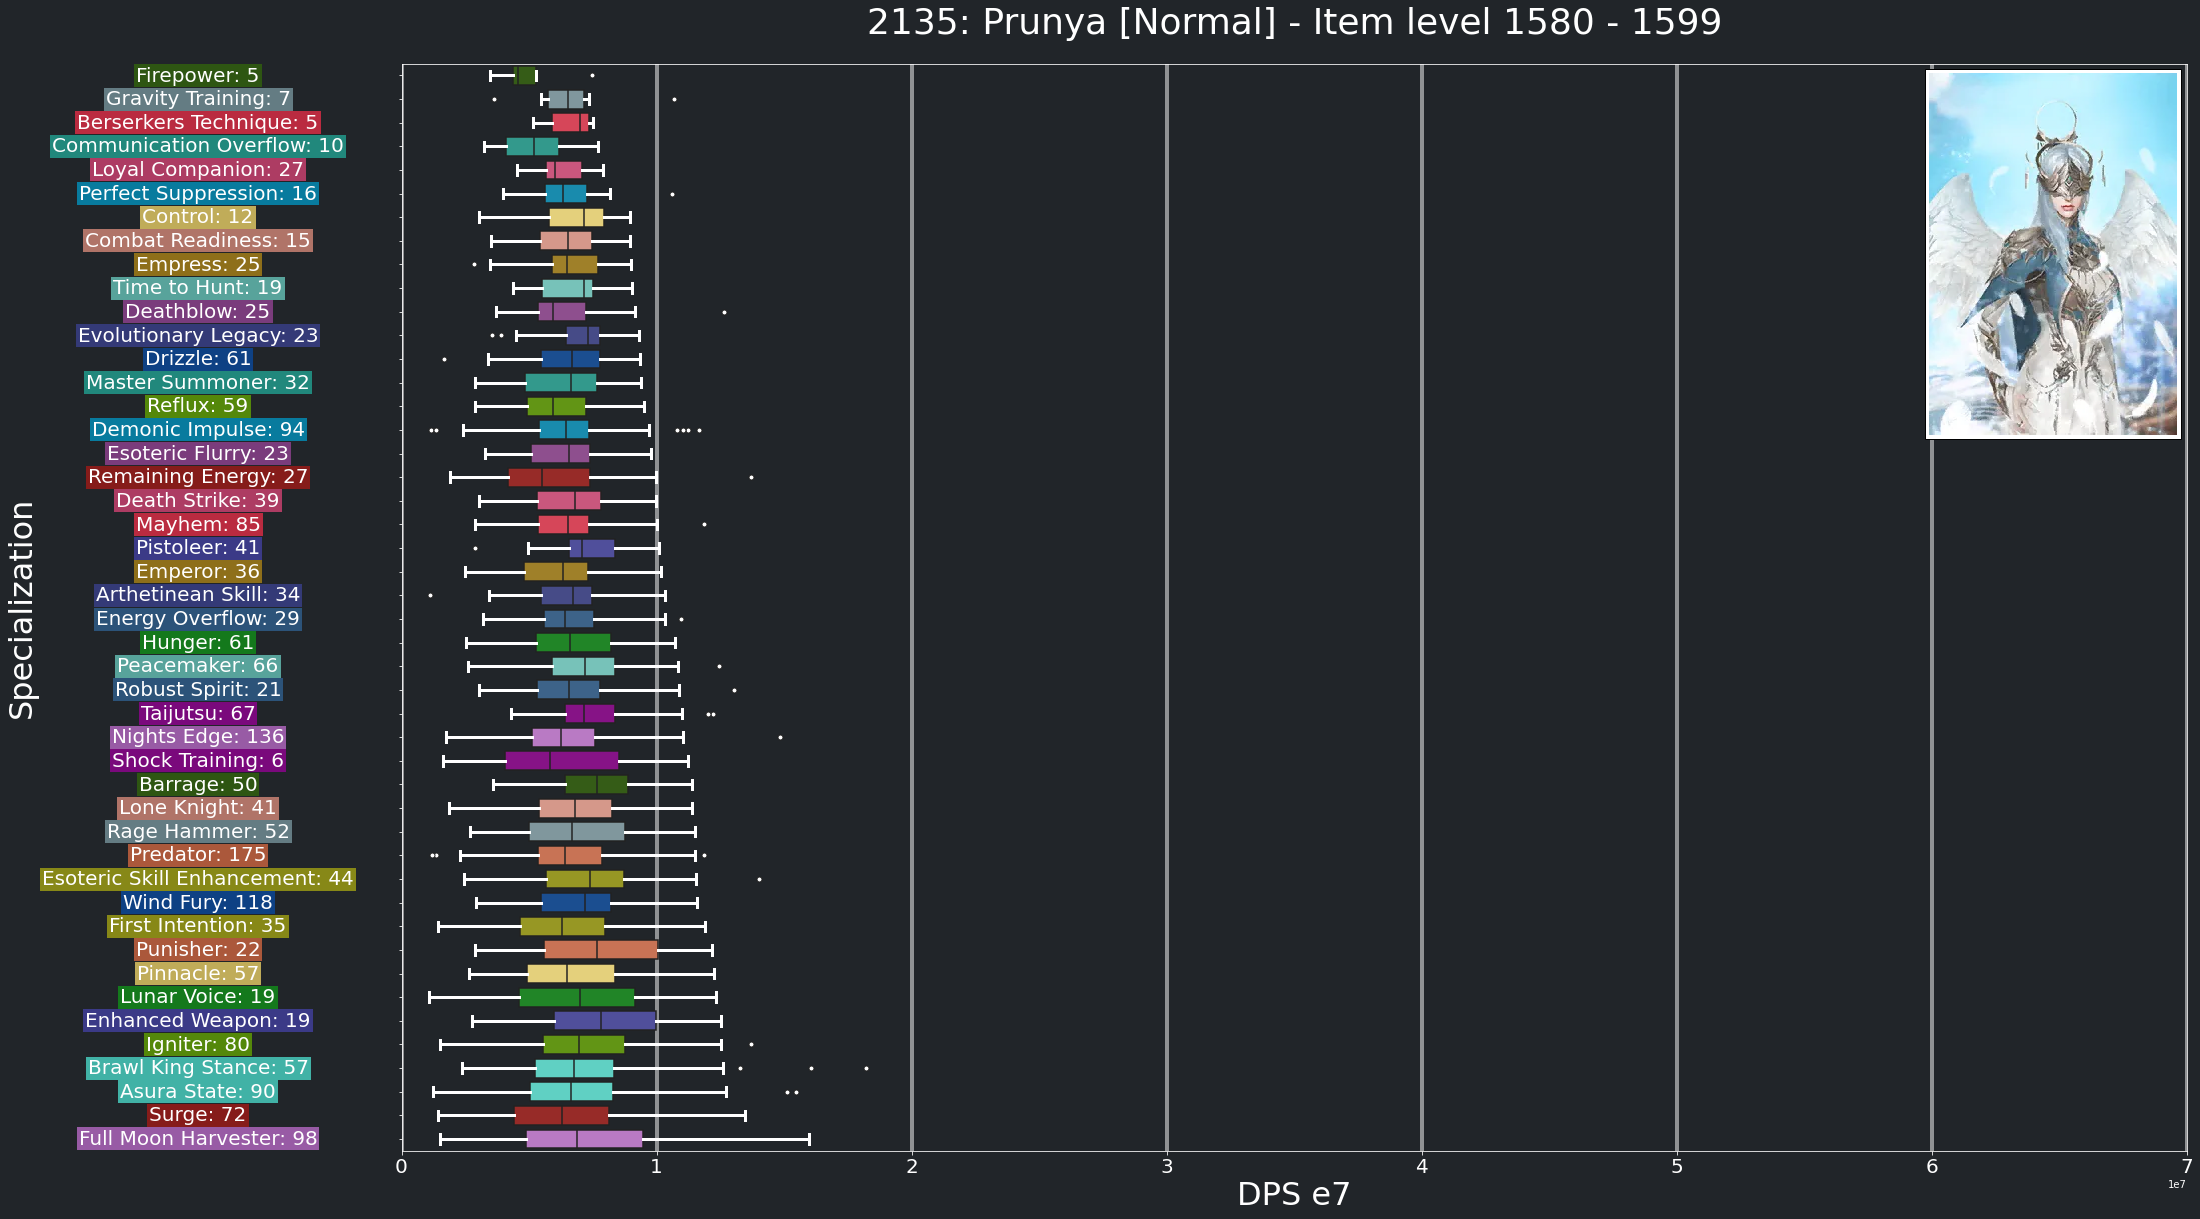 2135: Prunya [Normal] - Item level 1580 - 1599
Firepower: 5
Gravity Training: 7
Berserkers Technique: 5
Communication Overflow: 10
Loyal Companion: 27
Perfect Suppression: 16
Control: 12
Combat Readiness: 15
Empress: 25
Time to Hunt: 19
Deathblow: 25
Evolutionary Legacy: 23
Drizzle: 61
Master Summoner: 32
Reflux: 59
Demonic Impulse: 94
Esoteric Flurry: 23
Remaining Energy: 27
Death Strike: 39
Mayhem: 85
Pistoleer: 41
Emperor: 36
Arthetinean Skill: 34
Energy Overflow: 29
Hunger: 61
Peacemaker: 66
Robust Spirit: 21
Taijutsu: 67
Nights Edge: 136
Shock Training: 6
Barrage: 50
Lone Knight: 41
Rage Hammer: 52
Predator: 175
Esoteric Skill Enhancement: 44
Wind Fury: 118
First Intention: 35
Punisher: 22
Pinnacle: 57
Lunar Voice: 19
Enhanced Weapon: 19
Igniter: 80
Brawl King Stance: 57
Asura State: 90
Surge: 72
Full Moon Harvester: 98
Specialization
0 1 2 3 4 5 6 7
1e7
DPS e7